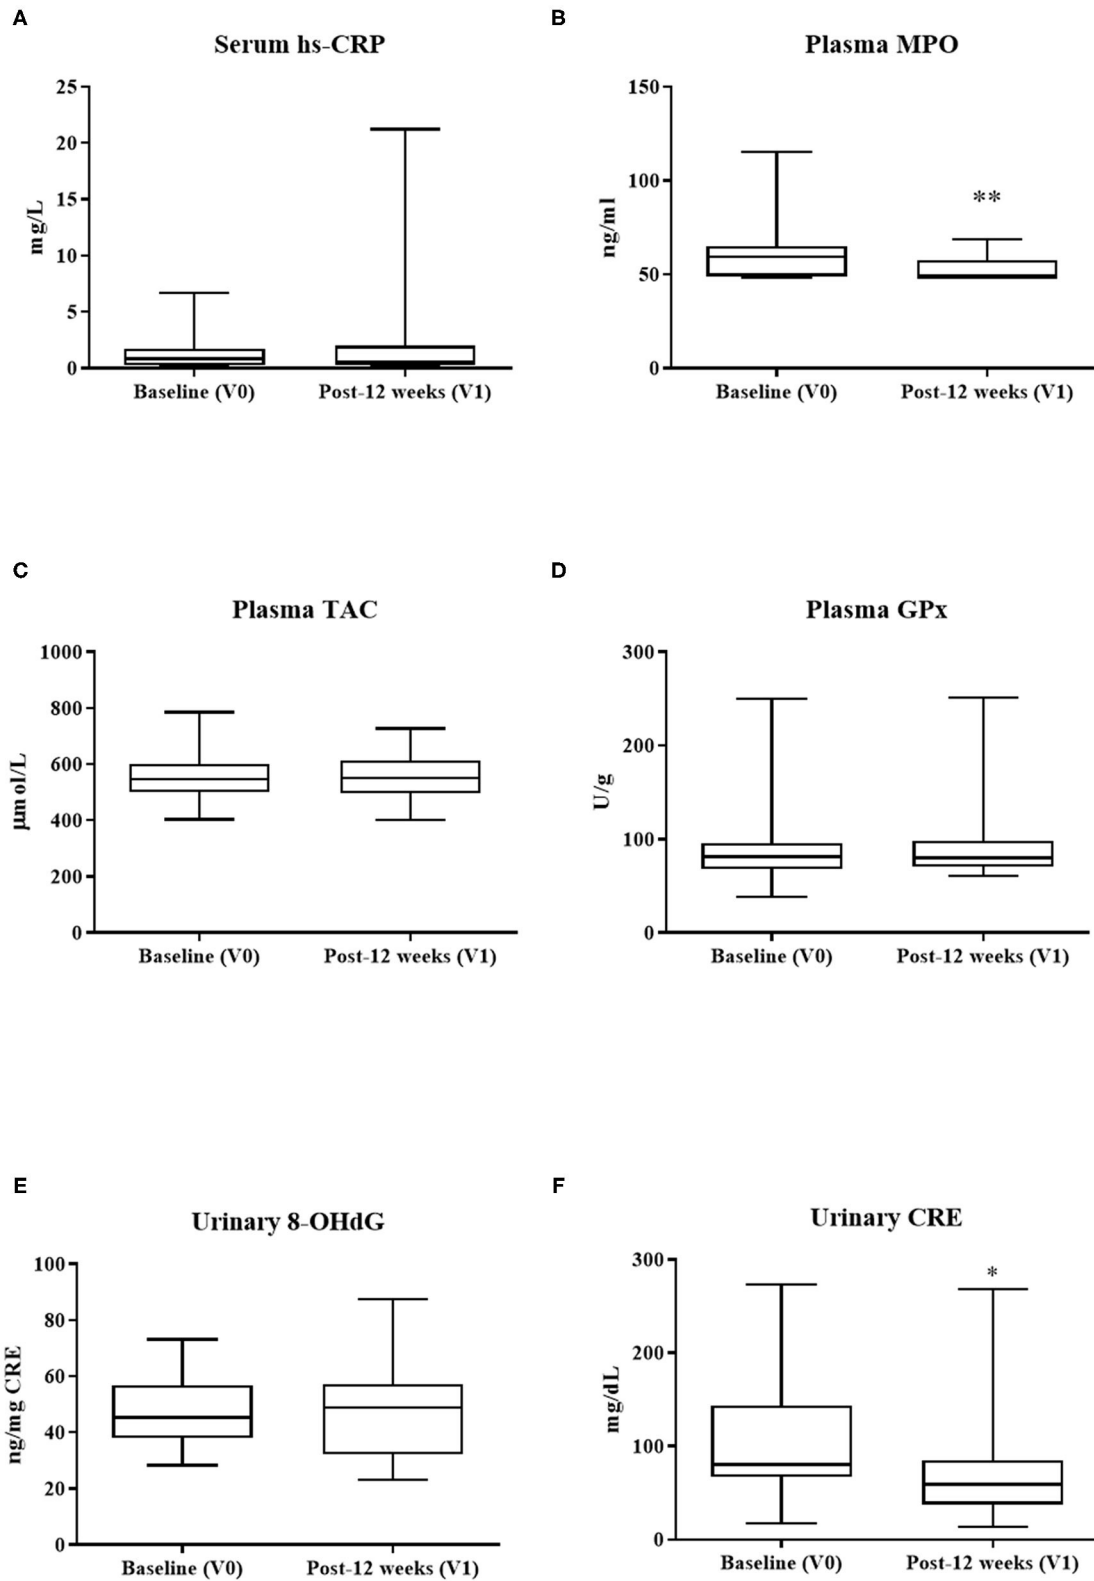 A
Serum hs-CRP
25
20
15
10
5
0
mg/L
Baseline (V0)
Post-12 weeks (V1)
B
Plasma MPO
150
100
50
0
ng/ml
**
Baseline (V0)
Post-12 weeks (V1)
C
Plasma TAC
1000
800
600
400
200
0
μmol/L
Baseline (V0)
Post-12 weeks (V1)
D
Plasma GPx
300
200
100
0
U/g
Baseline (V0)
Post-12 weeks (V1)
E
Urinary 8-OHdG
100
80
60
40
20
0
ng/mg CRE
Baseline (V0)
Post-12 weeks (V1)
F
Urinary CRE
300
200
100
0
mg/dL
*
Baseline (V0)
Post-12 weeks (V1)